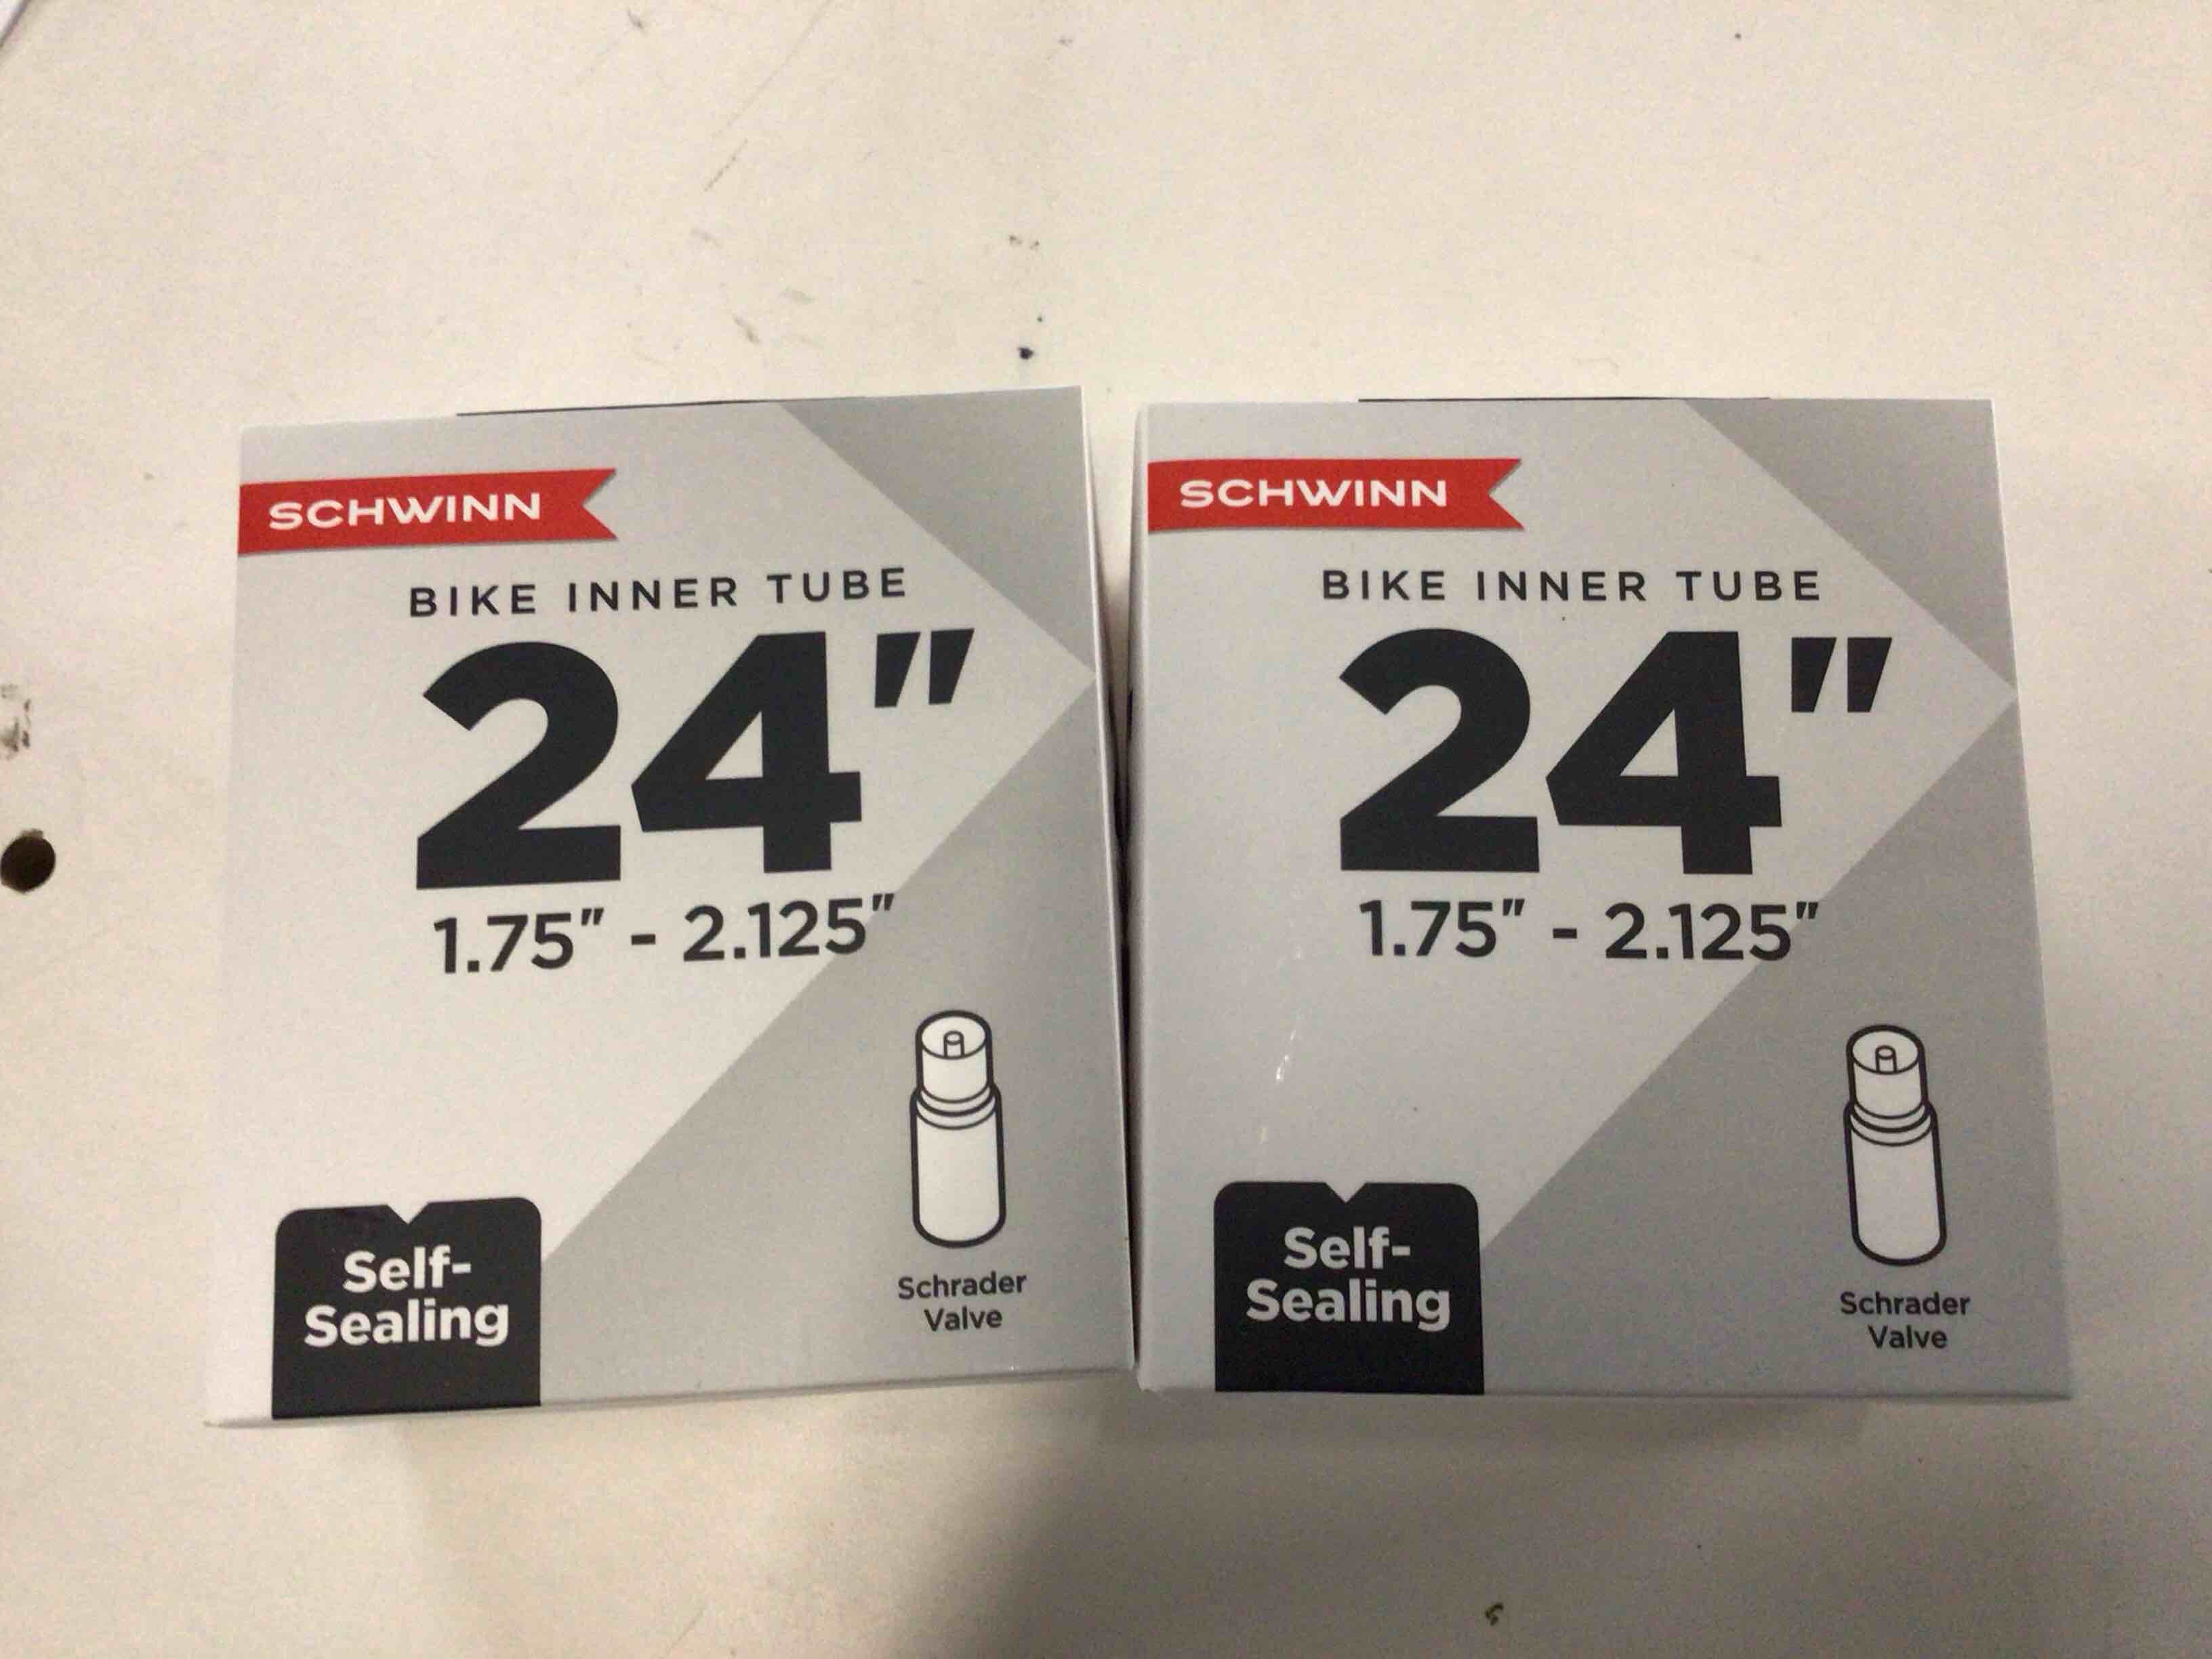 SCHWINN
BIKE INNER TUBE
24"
1.75" - 2.125"
Self-
Sealing
Schrader
Valve
SCHWINN
BIKE INNER TUBE
24"
1.75" - 2.125"
Self-
Sealing
Schrader
Valve